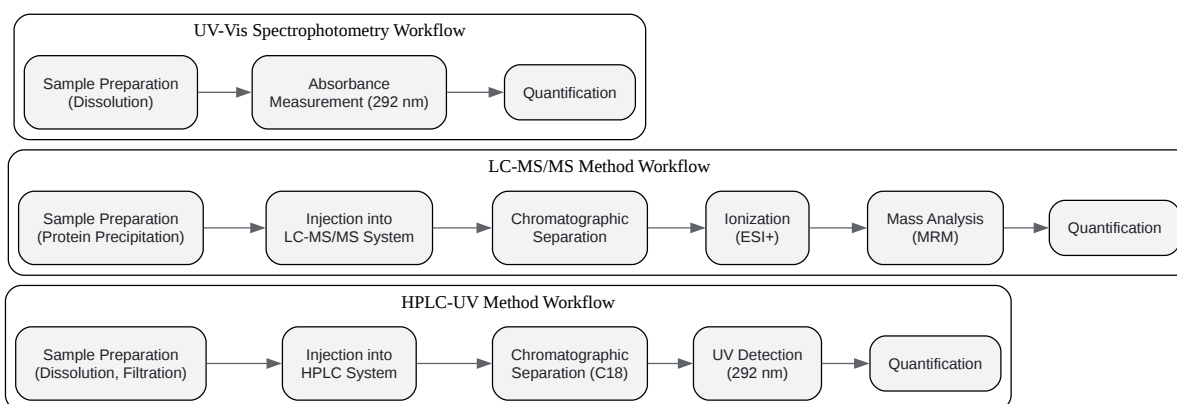 UV-Vis Spectrophotometry Workflow
Sample Preparation
(Dissolution)
Absorbance
Measurement (292 nm)
Quantification
LC-MS/MS Method Workflow
Sample Preparation
(Protein Precipitation)
Injection into
LC-MS/MS System
Chromatographic
Separation
Ionization
(ESI+)
Mass Analysis
(MRM)
Quantification
HPLC-UV Method Workflow
Sample Preparation
(Dissolution, Filtration)
Injection into
HPLC System
Chromatographic
Separation (C18)
UV Detection
(292 nm)
Quantification